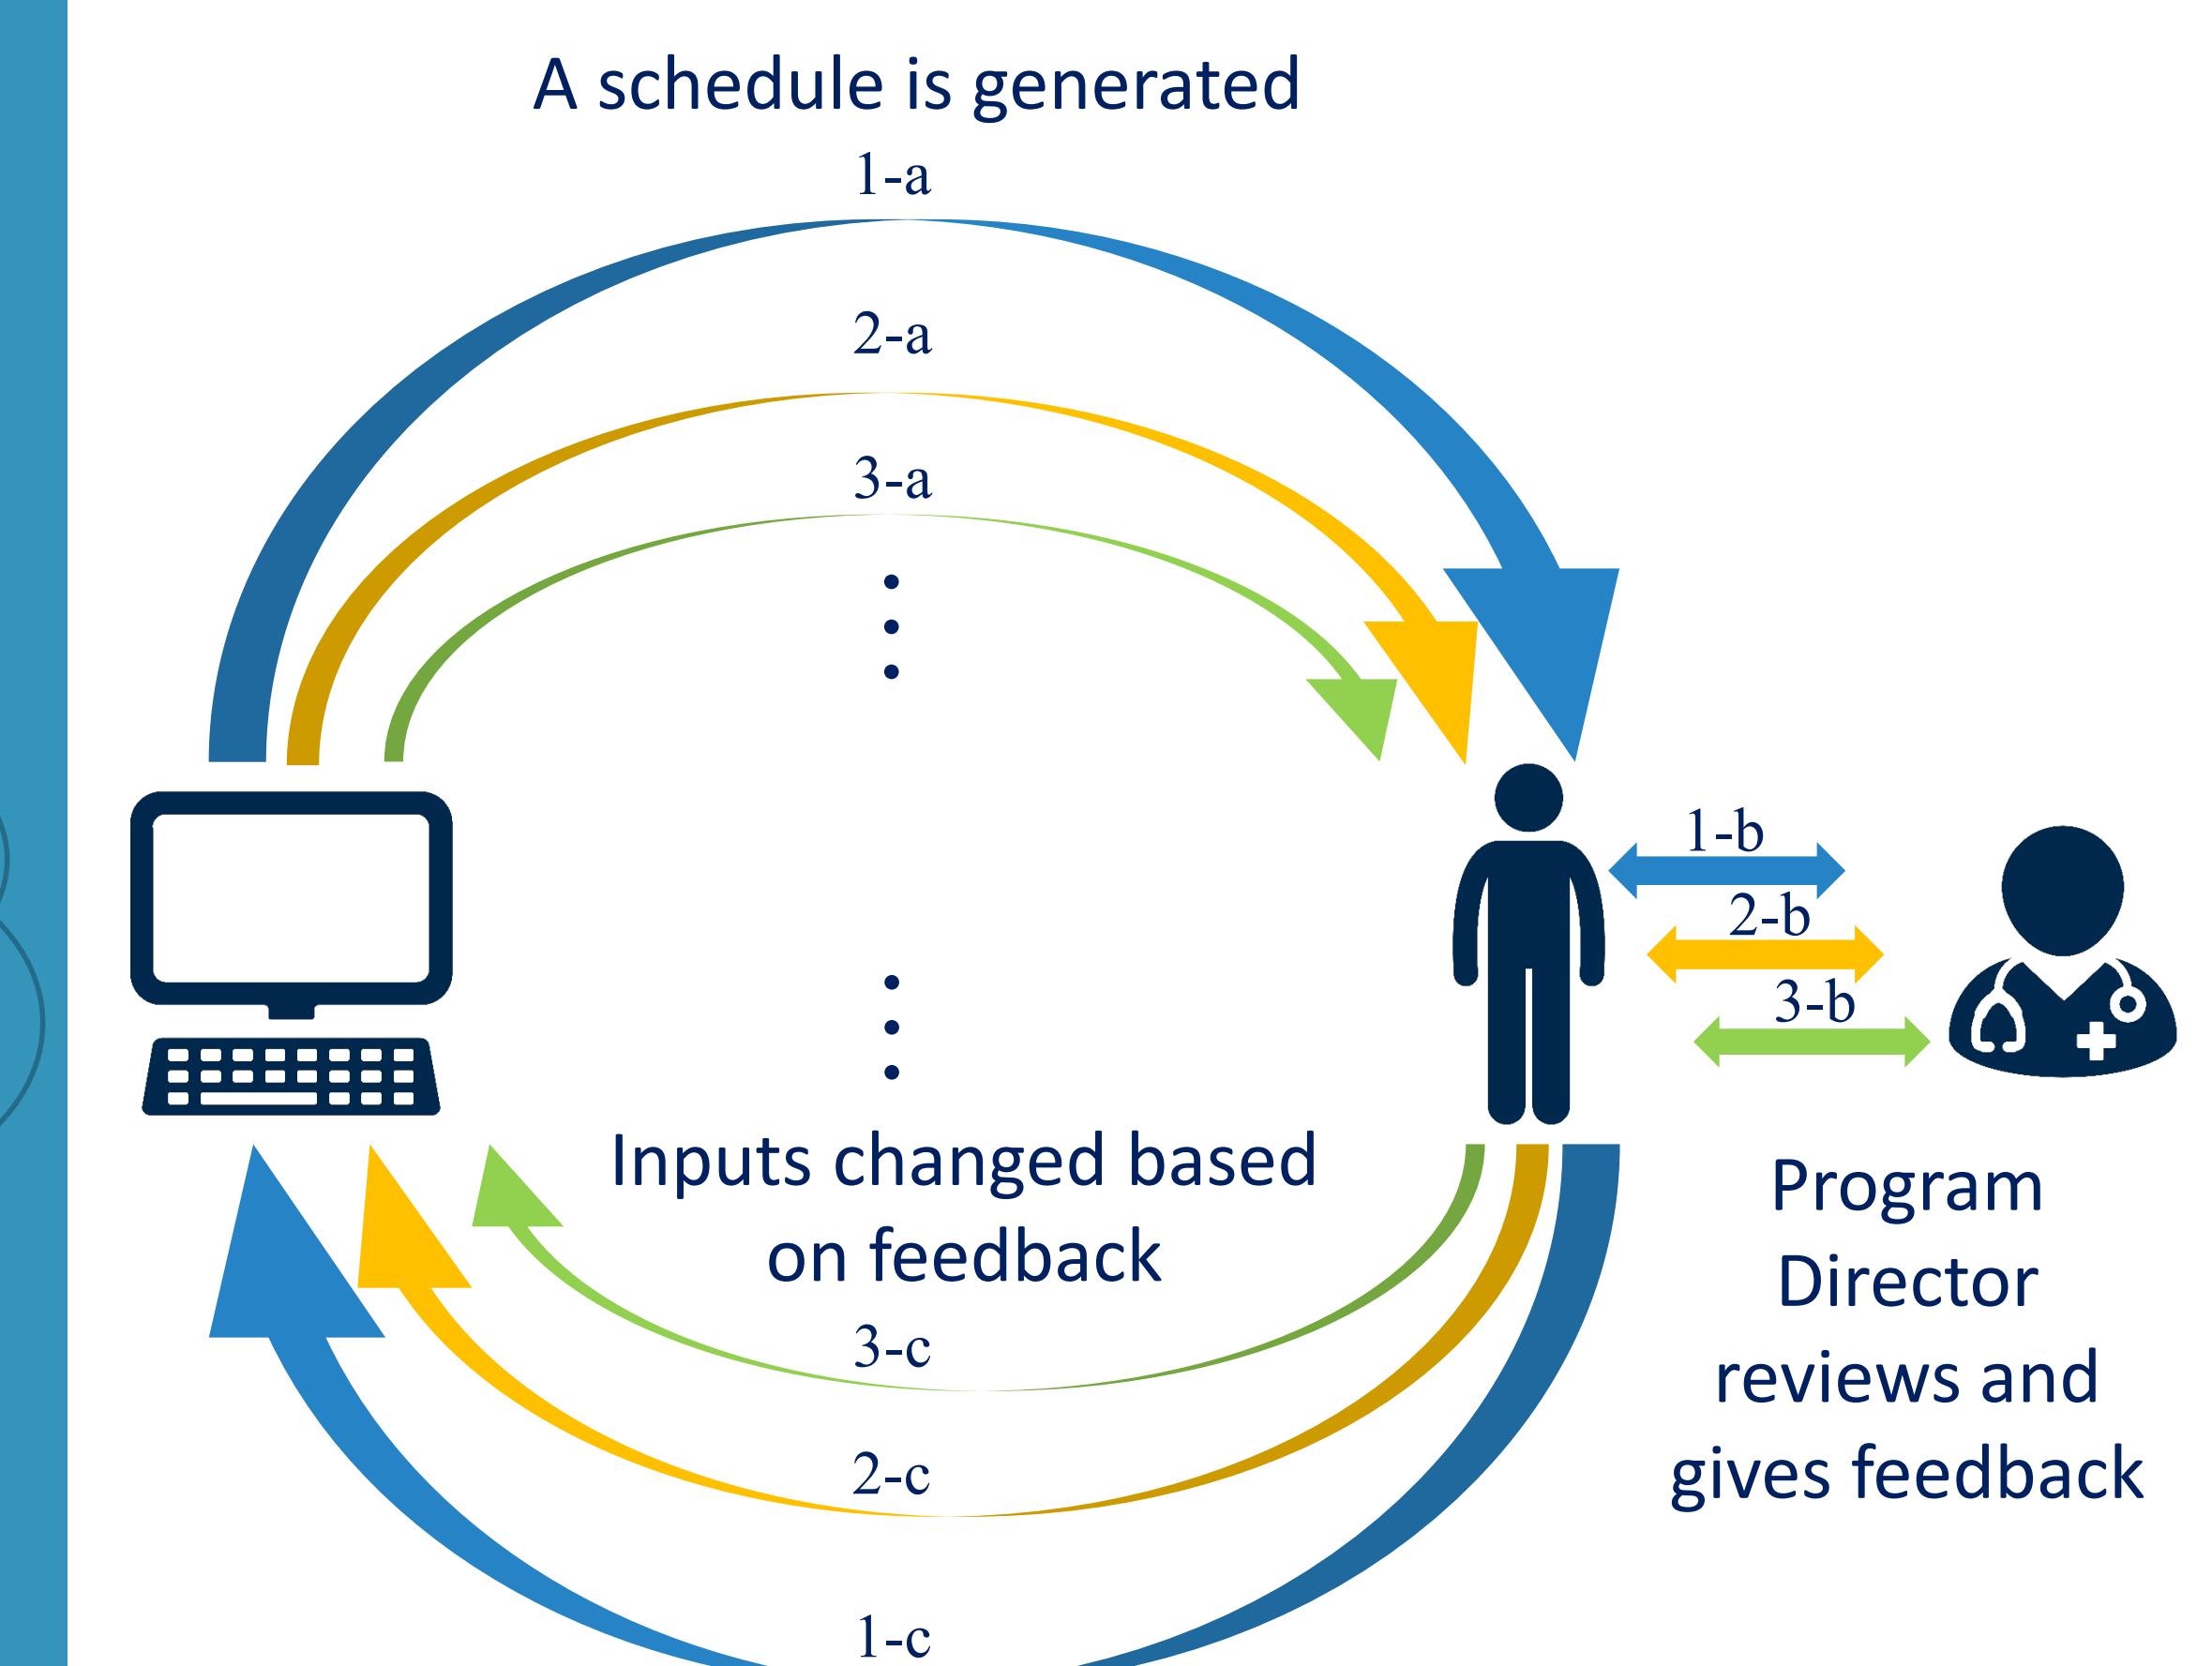 A schedule is generated
1-a
2-a
3-a
1-b
2-b
3-b
Inputs changed based
on feedback
3-c
2-c
1-c
Program
Director
reviews and
gives feedback